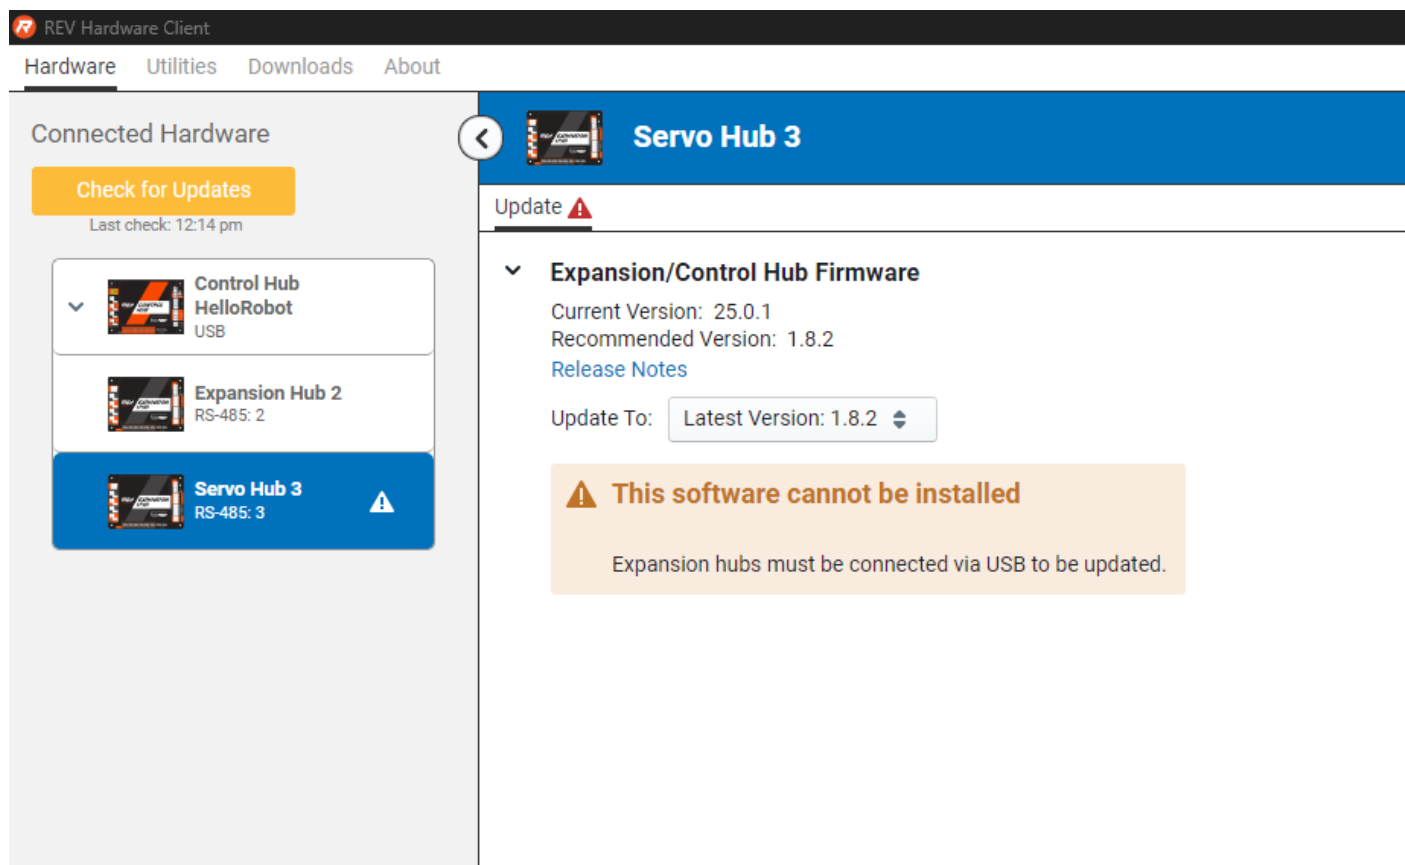 REV Hardware Client
Hardware Utilities Downloads About
Connected Hardware
Check for Updates
Last check: 12:14 pm
Control Hub
HelloRobot
USB
Expansion Hub 2
RS-485: 2
Servo Hub 3
RS-485: 3
Servo Hub 3
Update
Expansion/Control Hub Firmware
Current Version: 25.0.1
Recommended Version: 1.8.2
Release Notes
Update To: Latest Version: 1.8.2
This software cannot be installed
Expansion hubs must be connected via USB to be updated.